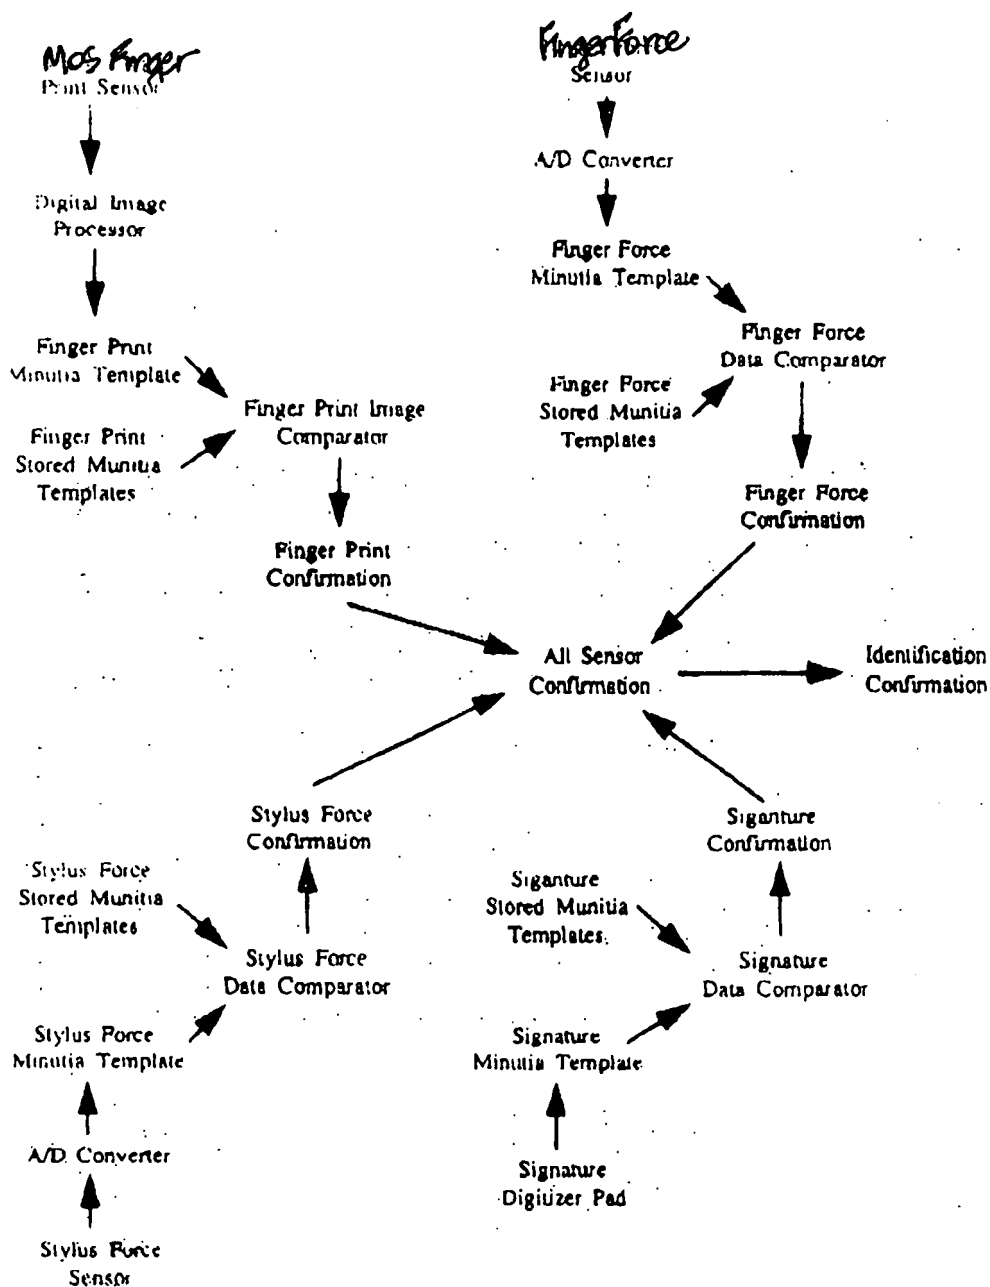 MOS Finger
Print Sensor
Digital Image
Processor
Finger Print
Minutia Template
Finger Print
Stored Munitia
Templates
Finger Print Image
Comparator
Finger Print
Confirmation
Finger Force
Sensor
A/D Converter
Finger Force
Minutia Template
Finger Force
Stored Munitia
Templates
Finger Force
Data Comparator
Finger Force
Confirmation
All Sensor
Confirmation
Identification
Confirmation
Stylus Force
Confirmation
Stylus Force
Stored Munitia
Templates
Stylus Force
Data Comparator
Stylus Force
Minutia Template
A/D Converter
Stylus Force
Sensor
Siganture
Confirmation
Siganture
Stored Munitia
Templates
Signature
Data Comparator
Signature
Minutia Template
Signature
Digitizer Pad